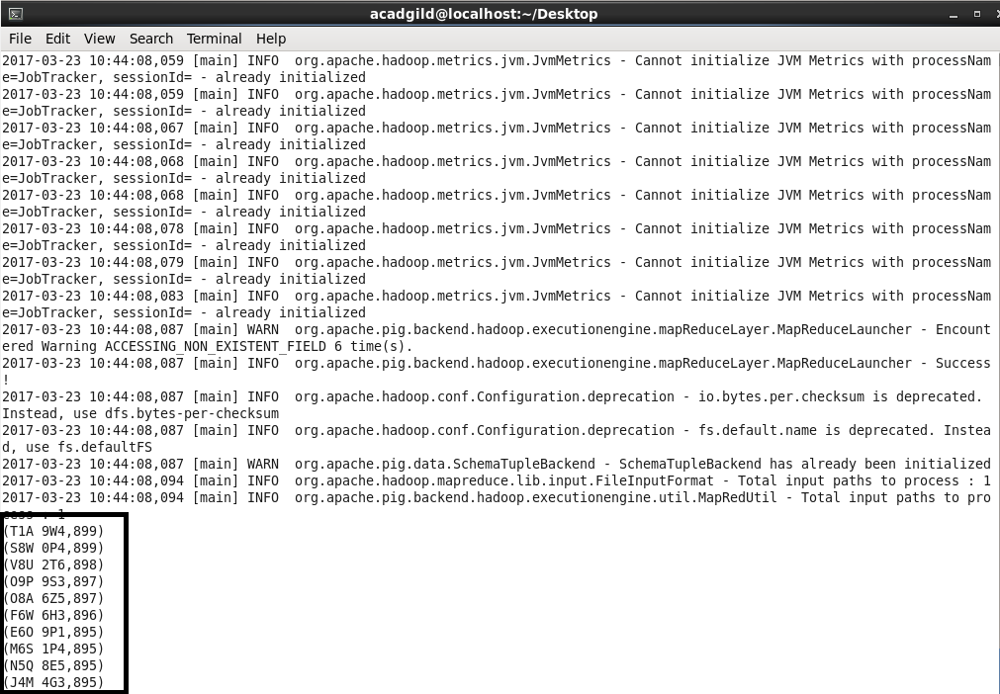 acadgild@localhost:~/Desktop
File Edit View Search Terminal Help
2017-03-23 10:44:08,059 [main] INFO  org.apache.hadoop.metrics.jvm.JvmMetrics - Cannot initialize JVM Metrics with processNam
e=JobTracker, sessionId= - already initialized
2017-03-23 10:44:08,059 [main] INFO  org.apache.hadoop.metrics.jvm.JvmMetrics - Cannot initialize JVM Metrics with processNam
e=JobTracker, sessionId= - already initialized
2017-03-23 10:44:08,067 [main] INFO  org.apache.hadoop.metrics.jvm.JvmMetrics - Cannot initialize JVM Metrics with processNam
e=JobTracker, sessionId= - already initialized
2017-03-23 10:44:08,068 [main] INFO  org.apache.hadoop.metrics.jvm.JvmMetrics - Cannot initialize JVM Metrics with processNam
e=JobTracker, sessionId= - already initialized
2017-03-23 10:44:08,068 [main] INFO  org.apache.hadoop.metrics.jvm.JvmMetrics - Cannot initialize JVM Metrics with processNam
e=JobTracker, sessionId= - already initialized
2017-03-23 10:44:08,078 [main] INFO  org.apache.hadoop.metrics.jvm.JvmMetrics - Cannot initialize JVM Metrics with processNam
e=JobTracker, sessionId= - already initialized
2017-03-23 10:44:08,079 [main] INFO  org.apache.hadoop.metrics.jvm.JvmMetrics - Cannot initialize JVM Metrics with processNam
e=JobTracker, sessionId= - already initialized
2017-03-23 10:44:08,083 [main] INFO  org.apache.hadoop.metrics.jvm.JvmMetrics - Cannot initialize JVM Metrics with processNam
e=JobTracker, sessionId= - already initialized
2017-03-23 10:44:08,087 [main] WARN  org.apache.pig.backend.hadoop.executionengine.mapReduceLayer.MapReduceLauncher - Encount
ered Warning ACCESSING_NON_EXISTENT_FIELD 6 time(s).
2017-03-23 10:44:08,087 [main] INFO  org.apache.pig.backend.hadoop.executionengine.mapReduceLayer.MapReduceLauncher - Success
!
2017-03-23 10:44:08,087 [main] INFO  org.apache.hadoop.conf.Configuration.deprecation - io.bytes.per.checksum is deprecated.
Instead, use dfs.bytes-per-checksum
2017-03-23 10:44:08,087 [main] INFO  org.apache.hadoop.conf.Configuration.deprecation - fs.default.name is deprecated. Instea
d, use fs.defaultFS
2017-03-23 10:44:08,087 [main] WARN  org.apache.pig.data.SchemaTupleBackend - SchemaTupleBackend has already been initialized
2017-03-23 10:44:08,094 [main] INFO  org.apache.hadoop.mapreduce.lib.input.FileInputFormat - Total input paths to process : 1
2017-03-23 10:44:08,094 [main] INFO  org.apache.pig.backend.hadoop.executionengine.util.MapRedUtil - Total input paths to pro
cess : 1
(T1A 9W4,899)
(S8W 0P4,899)
(V8U 2T6,898)
(O9P 9S3,897)
(O8A 6Z5,897)
(F6W 6H3,896)
(E6O 9P1,895)
(M6S 1P4,895)
(N5Q 8E5,895)
(J4M 4G3,895)